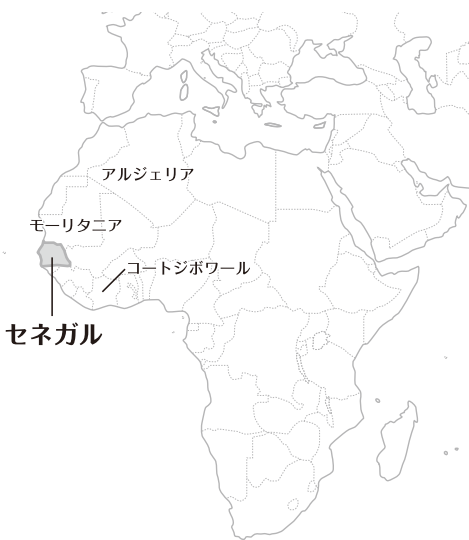 アルジェリア
モーリタニア
コートジボワール
セネガル